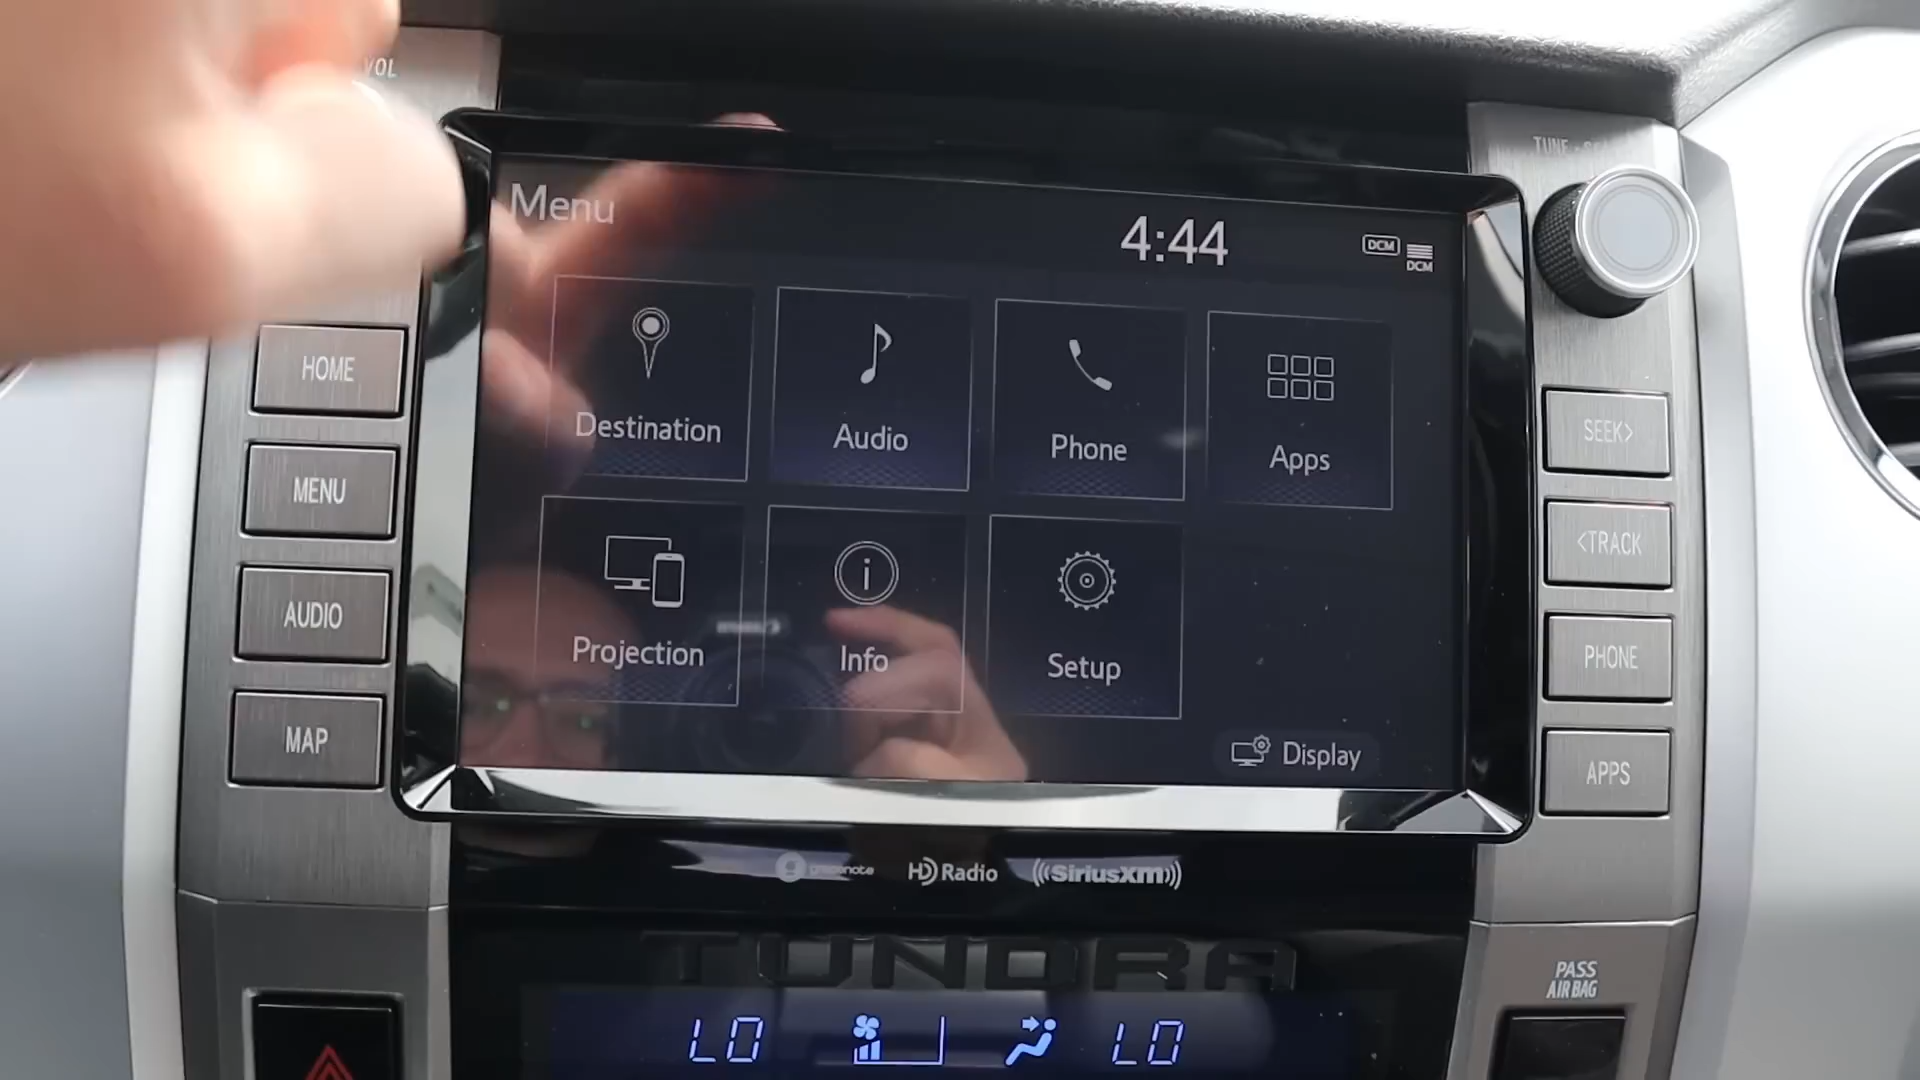 VOL
TUNE
Menu
4:44
DCM
DCM
Destination
Audio
Phone
Apps
Projection
Info
Setup
Display
HOME
MENU
AUDIO
MAP
SEEK>
<TRACK
PHONE
APPS
gracenote
HD Radio
((SiriusXM))
TUNDRA
PASS
AIR BAG
LO
LO